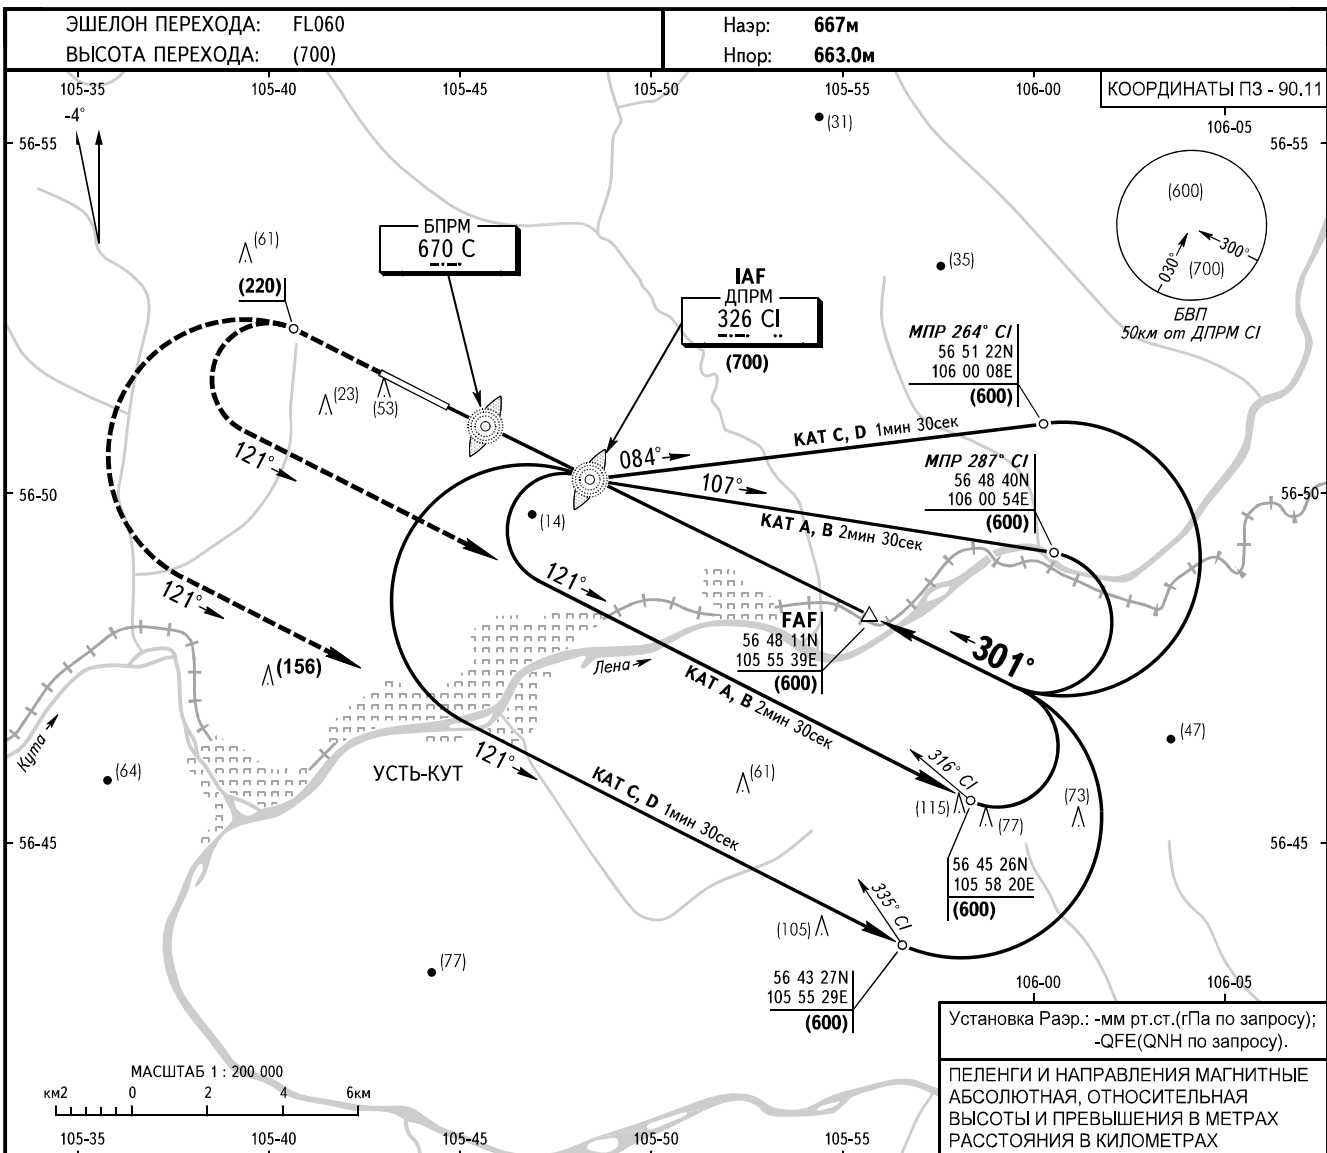 ЭШЕЛОН ПЕРЕХОДА: FL060
ВЫСОТА ПЕРЕХОДА: (700)
Наэр: 667м
Нпор: 663.0м
105-35 105-40 105-45 105-50 105-55 106-00
КООРДИНАТЫ ПЗ - 90.11
106-05
-4°
56-55
56-55
(31)
(600)
300°
030°
(700)
БВП
50км от ДПРМ CI
(61)
(220)
БПРМ
670 C
IAF
ДПРМ
326 CI
(700)
(35)
МПР 264° CI
56 51 22N
106 00 08E
(600)
(23)
(53)
КАТ C, D 1мин 30сек
084°
МПР 287° CI
56 48 40N
106 00 54E
(600)
107°
КАТ A, B 2мин 30сек
121°
56-50
56-50
(14)
121°
121°
FAF
56 48 11N
105 55 39E
(600)
301°
Лена
(156)
КАТ A, B 2мин 30сек
Кута
(64)
УСТЬ-КУТ
121°
КАТ C, D 1мин 30сек
(61)
316° CI
(47)
(115)
(77)
(73)
56-45
56-45
56 45 26N
105 58 20E
(600)
335° CI
(105)
(77)
56 43 27N
105 55 29E
(600)
106-00 106-05
Установка Раэр.: -мм рт.ст.(гПа по запросу);
-QFE(QNH по запросу).
МАСШТАБ 1 : 200 000
км2 0 2 4 6км
ПЕЛЕНГИ И НАПРАВЛЕНИЯ МАГНИТНЫЕ
АБСОЛЮТНАЯ, ОТНОСИТЕЛЬНАЯ
ВЫСОТЫ И ПРЕВЫШЕНИЯ В МЕТРАХ
РАССТОЯНИЯ В КИЛОМЕТРАХ
105-35 105-40 105-45 105-50 105-55